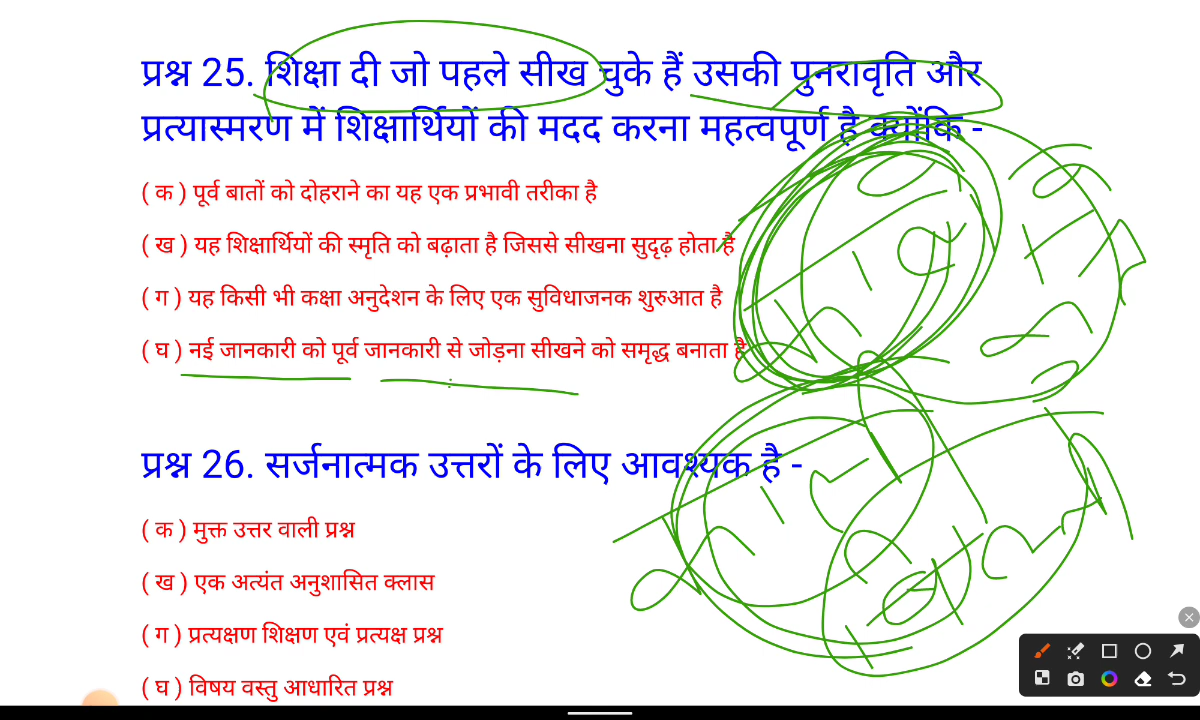 प्रश्न 25. शिक्षा दी जो पहले सीख चुके हैं उसकी पुनरावृति और
प्रत्यास्मरण में शिक्षार्थियों की मदद करना महत्वपूर्ण है क्योंकि -
( क ) पूर्व बातों को दोहराने का यह एक प्रभावी तरीका है
( ख ) यह शिक्षार्थियों की स्मृति को बढ़ाता है जिससे सीखना सुदृढ़ होता है
( ग ) यह किसी भी कक्षा अनुदेशन के लिए एक सुविधाजनक शुरुआत है
( घ ) नई जानकारी को पूर्व जानकारी से जोड़ना सीखने को समृद्ध बनाता है
प्रश्न 26. सर्जनात्मक उत्तरों के लिए आवश्यक है -
( क ) मुक्त उत्तर वाली प्रश्न
( ख ) एक अत्यंत अनुशासित क्लास
( ग ) प्रत्यक्षण शिक्षण एवं प्रत्यक्ष प्रश्न
( घ ) विषय वस्तु आधारित प्रश्न